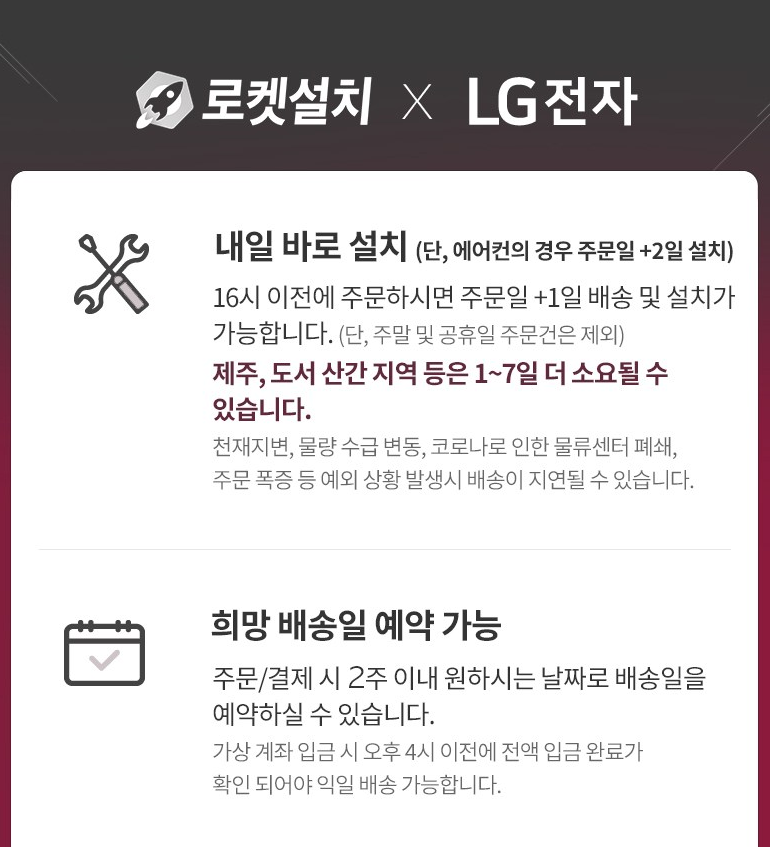 로켓설치 X LG전자
내일 바로 설치 (단, 에어컨의 경우 주문일 +2일 설치)
16시 이전에 주문하시면 주문일 +1일 배송 및 설치가
가능합니다. (단, 주말 및 공휴일 주문건은 제외)
제주, 도서 산간 지역 등은 1~7일 더 소요될 수
있습니다.
천재지변, 물량 수급 변동, 코로나로 인한 물류센터 폐쇄,
주문 폭증 등 예외 상황 발생시 배송이 지연될 수 있습니다.
희망 배송일 예약 가능
주문/결제 시 2주 이내 원하시는 날짜로 배송일을
예약하실 수 있습니다.
가상 계좌 입금 시 오후 4시 이전에 전액 입금 완료가
확인 되어야 익일 배송 가능합니다.